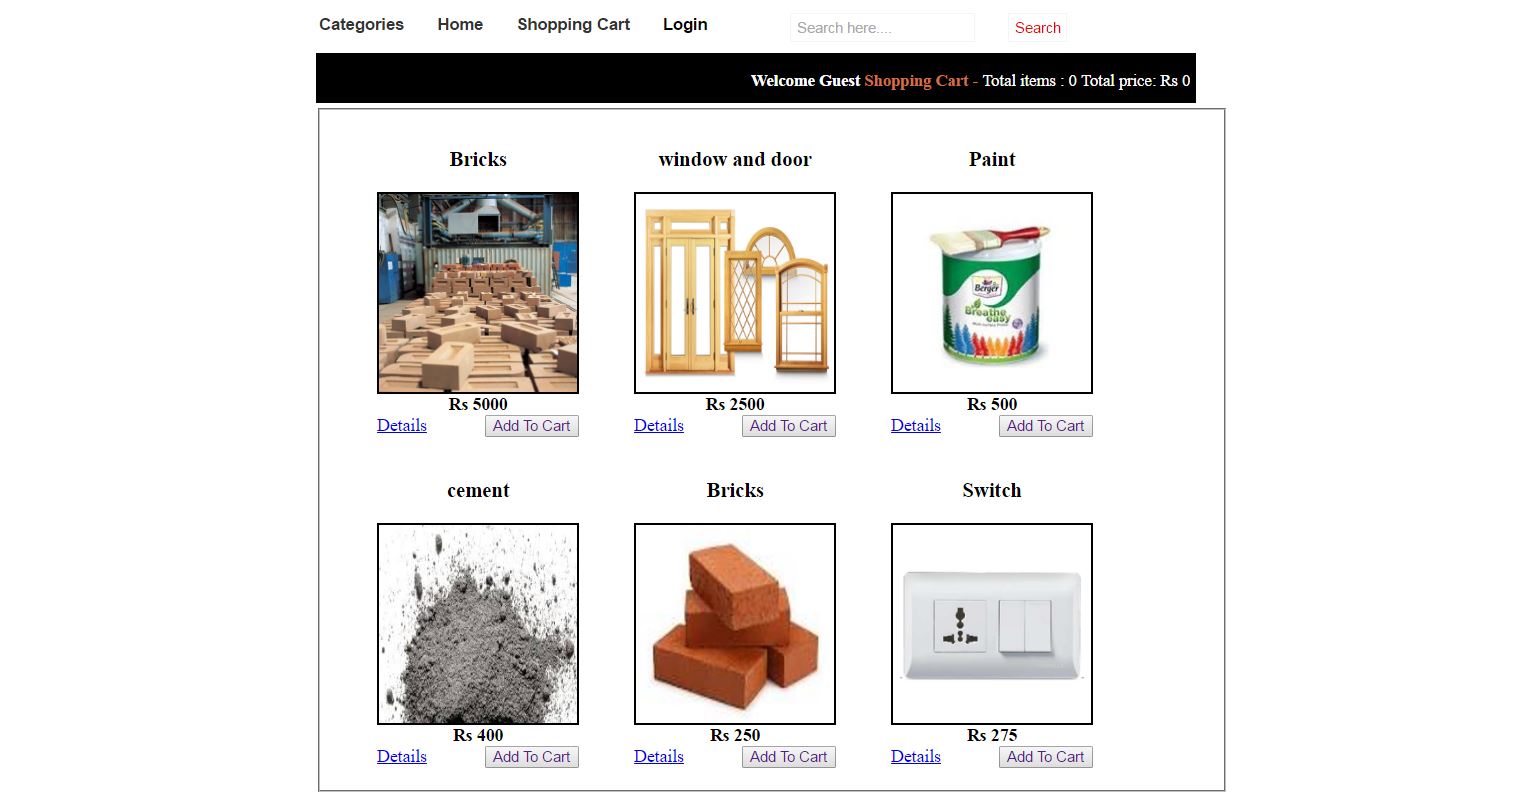 Categories Home Shopping Cart Login Search here.... Search
Welcome Guest Shopping Cart - Total items : 0 Total price: Rs 0
Bricks window and door Paint
Berger
Breathe
easy
Rs 5000 Rs 2500 Rs 500
Details Add To Cart Details Add To Cart Details Add To Cart
cement Bricks Switch
Rs 400 Rs 250 Rs 275
Details Add To Cart Details Add To Cart Details Add To Cart